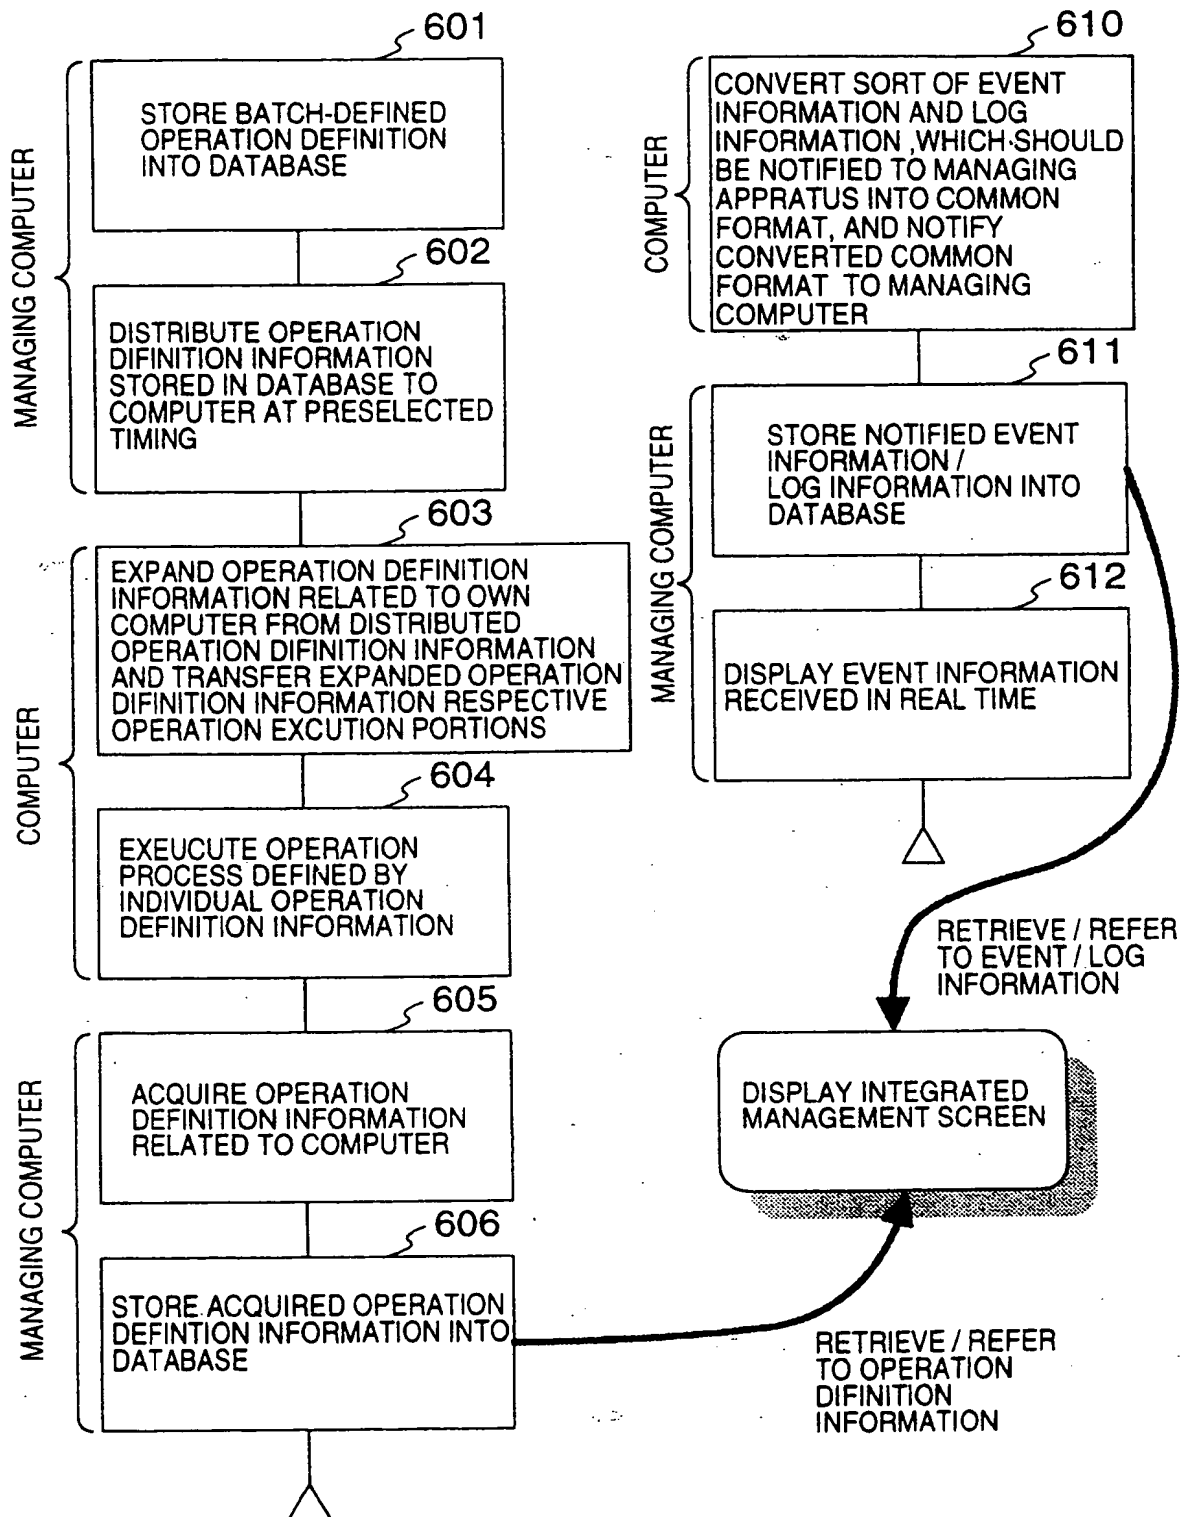 601
MANAGING COMPUTER
STORE BATCH-DEFINED
OPERATION DEFINITION
INTO DATABASE
602
DISTRIBUTE OPERATION
DIFINITION INFORMATION
STORED IN DATABASE TO
COMPUTER AT PRESELECTED
TIMING
603
COMPUTER
EXPAND OPERATION DEFINITION
INFORMATION RELATED TO OWN
COMPUTER FROM DISTRIBUTED
OPERATION DIFINITION INFORMATION
AND TRANSFER EXPANDED OPERATION
DIFINITION INFORMATION RESPECTIVE
OPERATION EXCUTION PORTIONS
604
EXEUCUTE OPERATION
PROCESS DEFINED BY
INDIVIDUAL OPERATION
DEFINITION INFORMATION
605
MANAGING COMPUTER
ACQUIRE OPERATION
DEFINITION INFORMATION
RELATED TO COMPUTER
606
STORE ACQUIRED OPERATION
DEFINTION INFORMATION INTO
DATABASE
610
COMPUTER
CONVERT SORT OF EVENT
INFORMATION AND LOG
INFORMATION ,WHICH SHOULD
BE NOTIFIED TO MANAGING
APPRATUS INTO COMMON
FORMAT, AND NOTIFY
CONVERTED COMMON
FORMAT TO MANAGING
COMPUTER
611
MANAGING COMPUTER
STORE NOTIFIED EVENT
INFORMATION /
LOG INFORMATION INTO
DATABASE
612
DISPLAY EVENT INFORMATION
RECEIVED IN REAL TIME
RETRIEVE / REFER
TO EVENT / LOG
INFORMATION
DISPLAY INTEGRATED
MANAGEMENT SCREEN
RETRIEVE / REFER
TO OPERATION
DIFINITION
INFORMATION